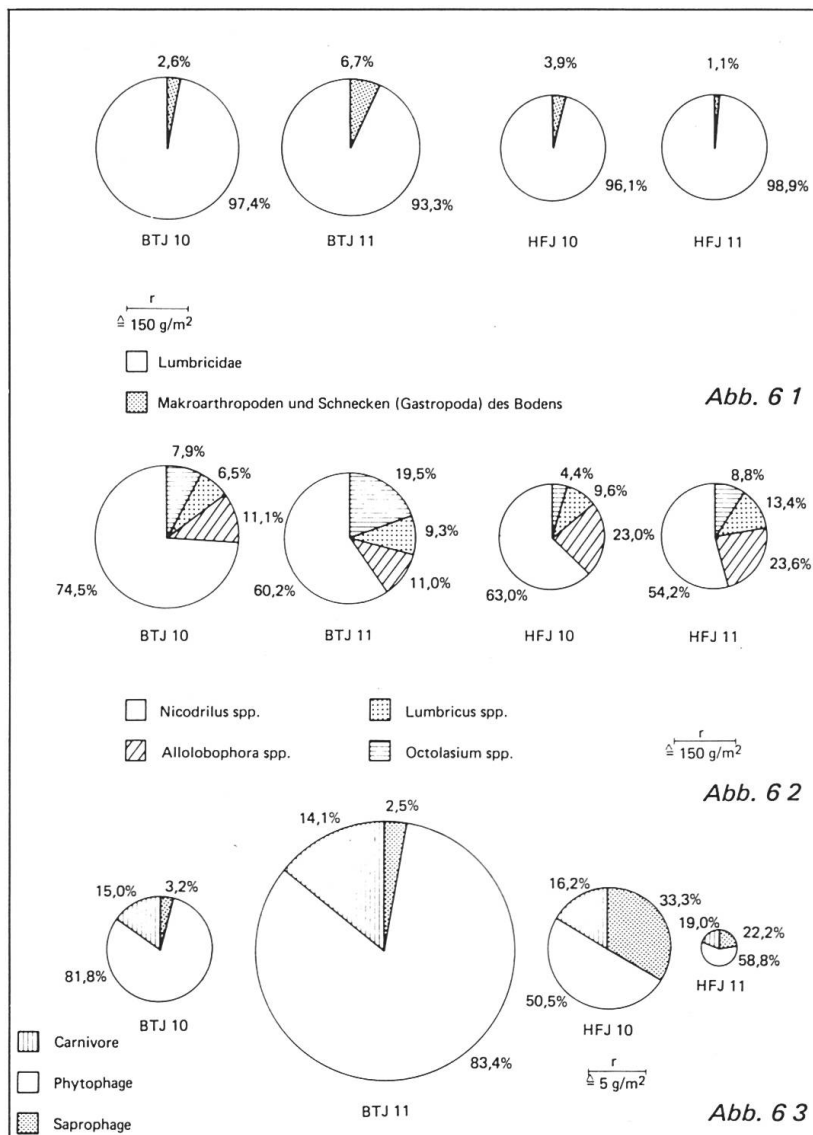 2,6% 6,7% 3,9% 1,1%
97,4% 93,3% 96,1% 98,9%
BTJ 10 BTJ 11 HFJ 10 HFJ 11
r
≙ 150 g/m²
Lumbricidae
Makroarthropoden und Schnecken (Gastropoda) des Bodens
Abb. 6 1
7,9% 6,5% 11,1% 74,5%
BTJ 10
19,5% 9,3% 11,0% 60,2%
BTJ 11
4,4% 9,6% 23,0% 63,0%
HFJ 10
8,8% 13,4% 23,6% 54,2%
HFJ 11
Nicodrilus spp. Lumbricus spp.
Allolobophora spp. Octolasium spp.
r
≙ 150 g/m²
Abb. 6 2
15,0% 3,2% 81,8%
BTJ 10
14,1% 2,5% 83,4%
BTJ 11
16,2% 33,3% 50,5%
HFJ 10
19,0% 22,2% 58,8%
HFJ 11
Carnivore
Phytophage
Saprophage
r
≙ 5 g/m²
Abb. 6 3